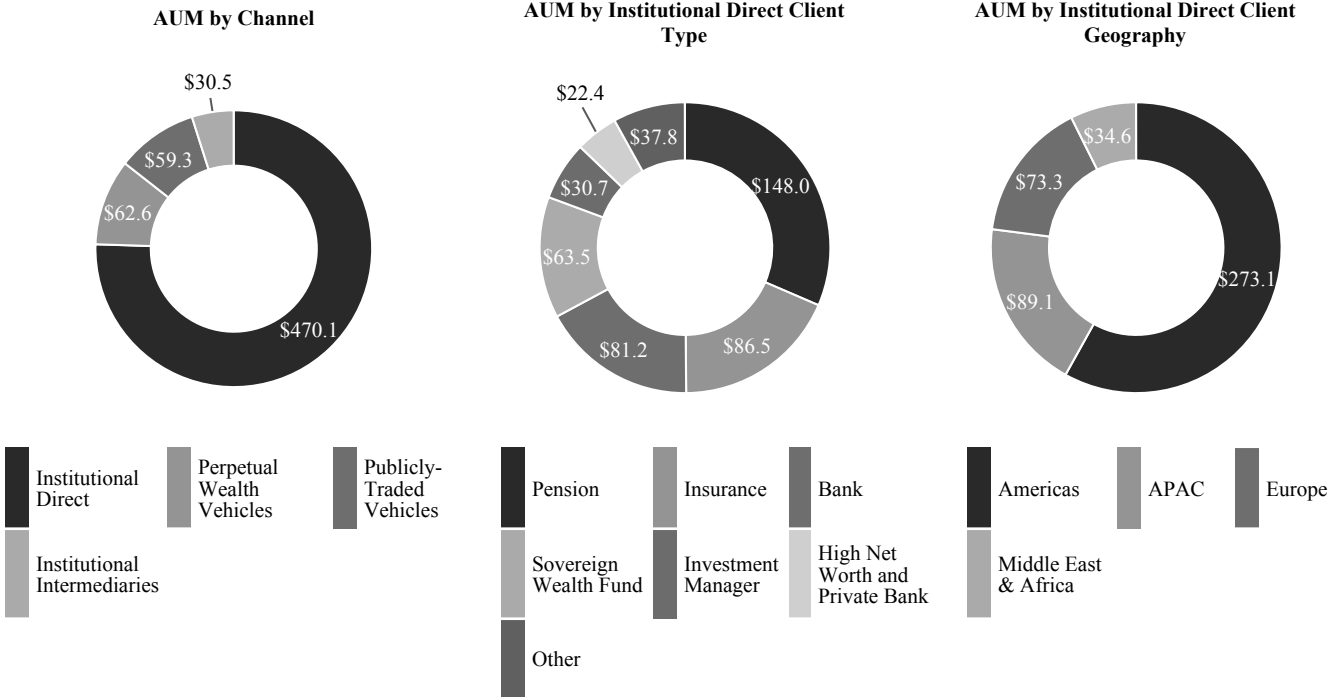 AUM by Channel
$30.5
$59.3
$62.6
$470.1
Institutional
Direct
Perpetual
Wealth
Vehicles
Publicly-
Traded
Vehicles
Institutional
Intermediaries
AUM by Institutional Direct Client
Type
$22.4
$37.8
$148.0
$30.7
$63.5
$81.2
$86.5
Pension
Insurance
Bank
Sovereign
Wealth Fund
Investment
Manager
High Net
Worth and
Private Bank
Other
AUM by Institutional Direct Client
Geography
$34.6
$73.3
$273.1
$89.1
Americas
APAC
Europe
Middle East
& Africa